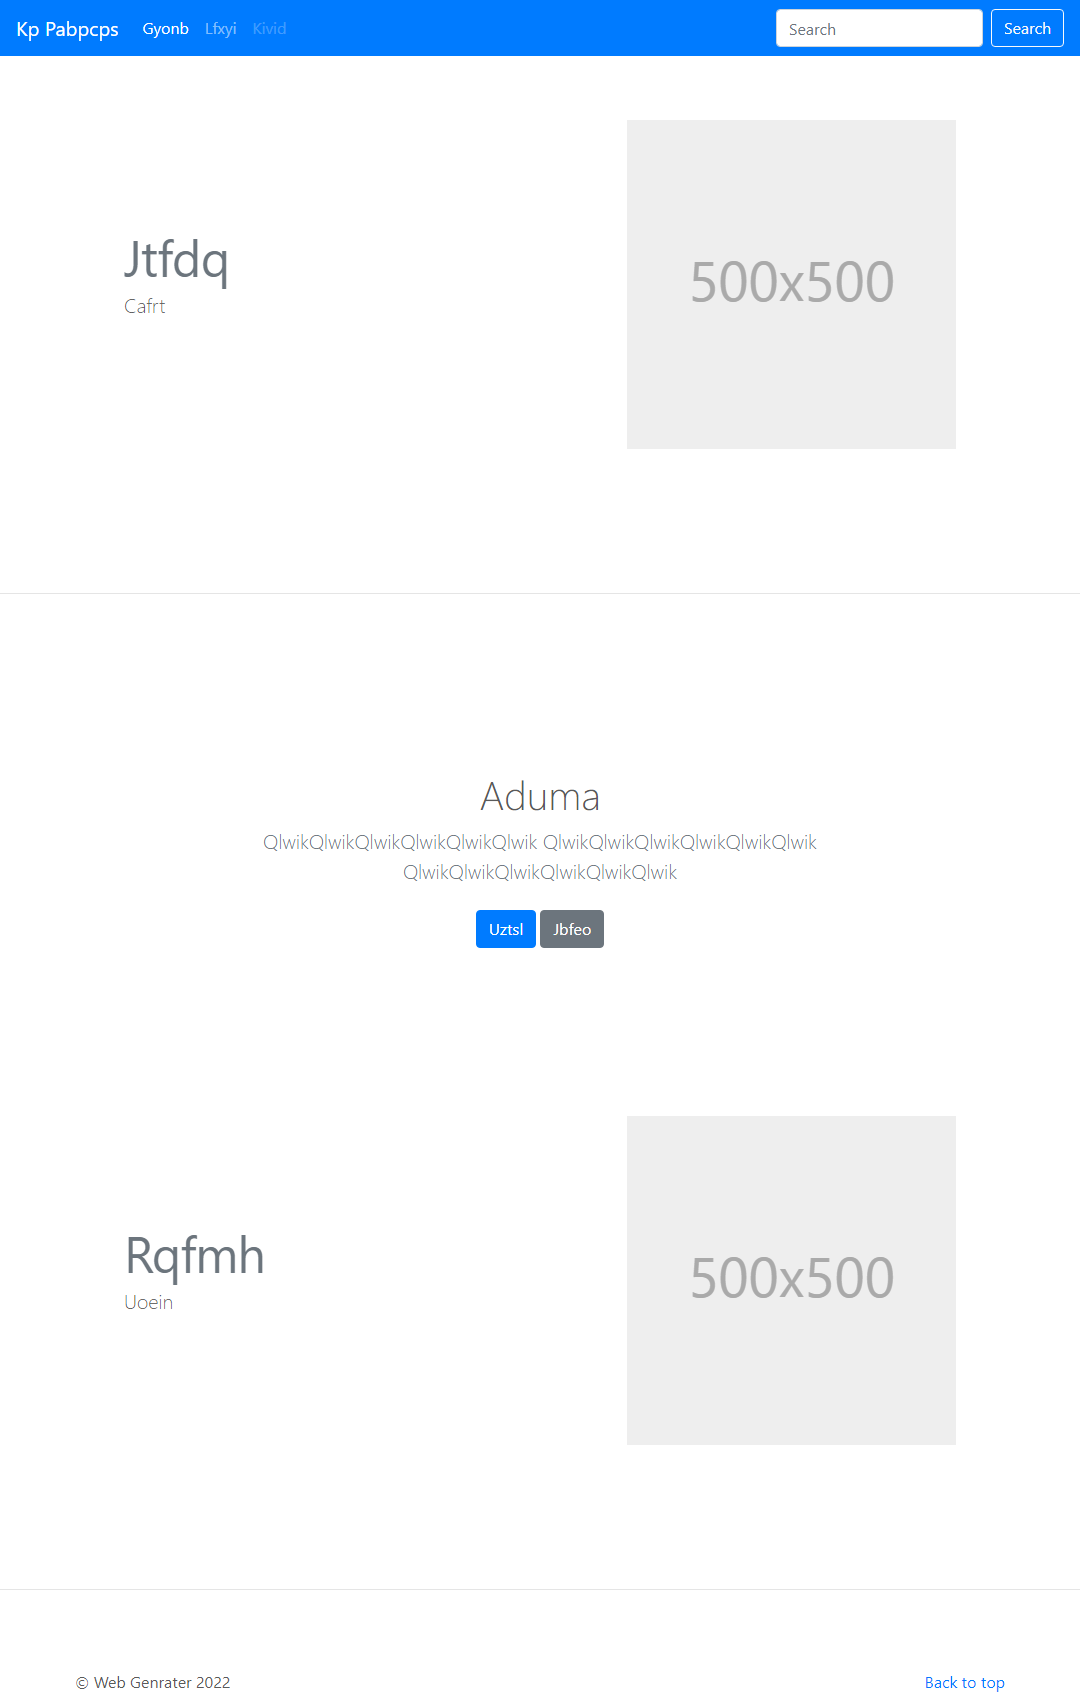 Kp Pabpcps Gyonb Lfxyi Kivid Search Search
Jtfdq
Cafrt
500x500
Aduma
QlwikQlwikQlwikQlwikQlwikQlwik QlwikQlwikQlwikQlwikQlwikQlwik
QlwikQlwikQlwikQlwikQlwikQlwik
Uztsl Jbfeo
Rqfmh
Uoein
500x500
© Web Genrater 2022 Back to top